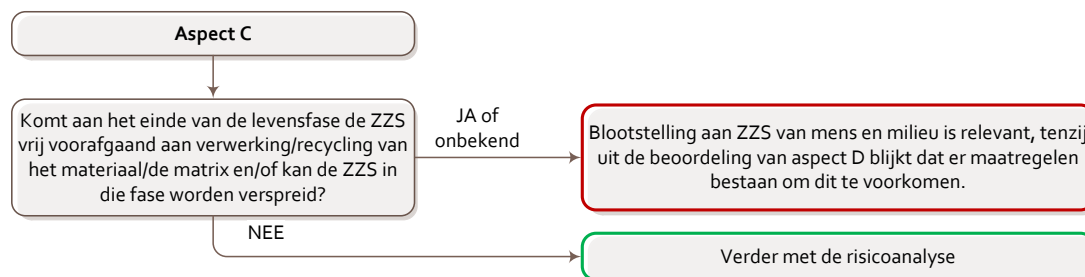 Aspect C
Komt aan het einde van de levensfase de ZZS
vrij voorafgaand aan verwerking/recycling van
het materiaal/de matrix en/of kan de ZZS in
die fase worden verspreid?
JA of
onbekend
Blootstelling aan ZZS van mens en milieu is relevant, tenzij
uit de beoordeling van aspect D blijkt dat er maatregelen
bestaan om dit te voorkomen.
NEE
Verder met de risicoanalyse